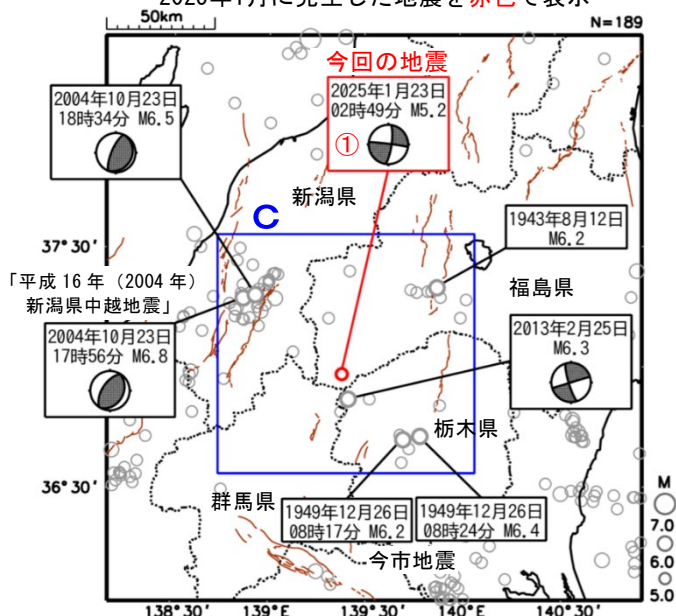 2025年1月に発生した地震を赤色で表示
50km
N=189
今回の地震
2025年1月23日
02時49分 M5.2
①
2004年10月23日
18時34分 M6.5
新潟県
C
1943年8月12日
M6.2
37°30'
「平成16年（2004年）
新潟県中越地震」
福島県
2004年10月23日
17時56分 M6.8
2013年2月25日
M6.3
栃木県
36°30'
群馬県
1949年12月26日
08時17分 M6.2
1949年12月26日
08時24分 M6.4
今市地震
M
7.0
6.0
5.0
138°30'
139°E
139°30'
140°E
140°30'